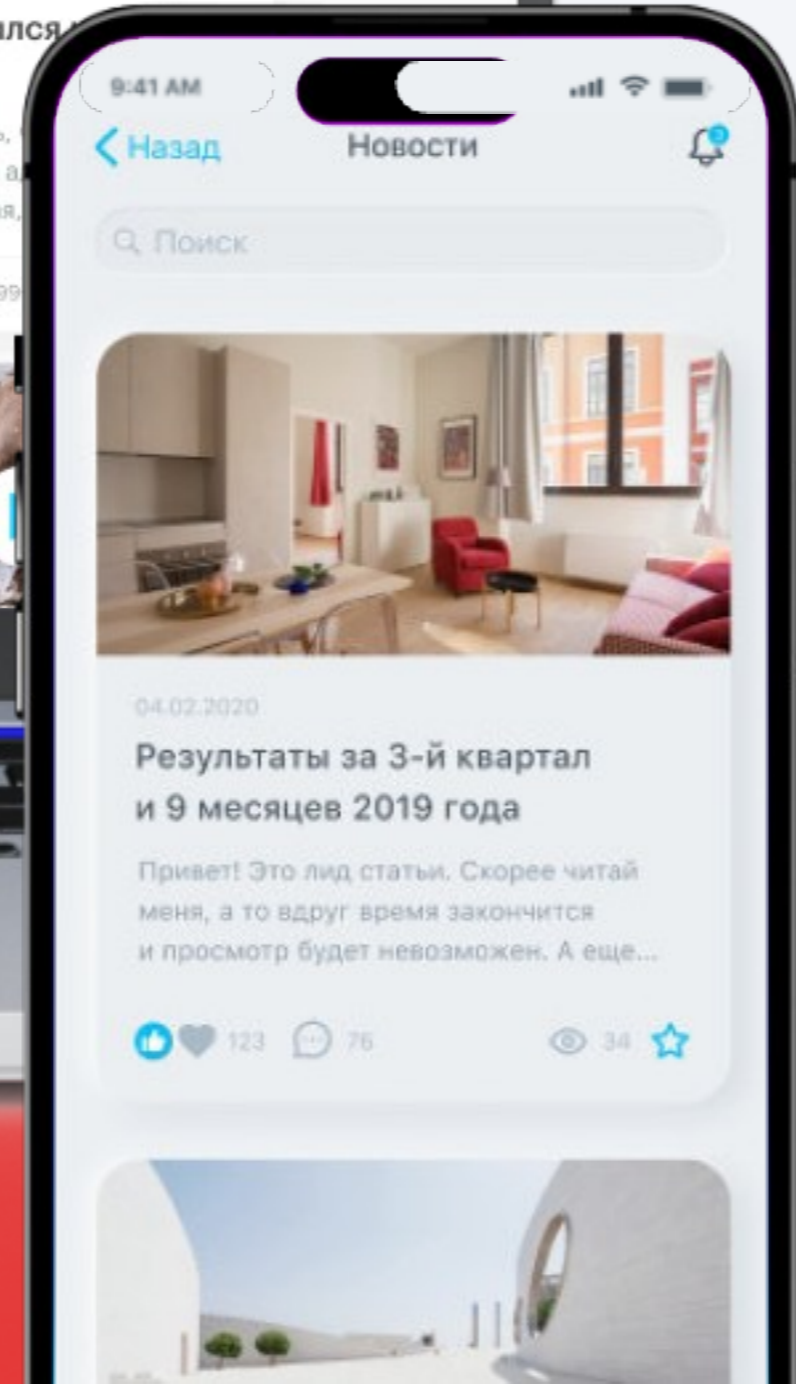 9:41 AM
Назад
Новости
3
Поиск
04.02.2020
Результаты за 3-й квартал
и 9 месяцев 2019 года
Привет! Это лид статьи. Скорее читай
меня, а то вдруг время закончится
и просмотр будет невозможен. А еще...
123
76
34